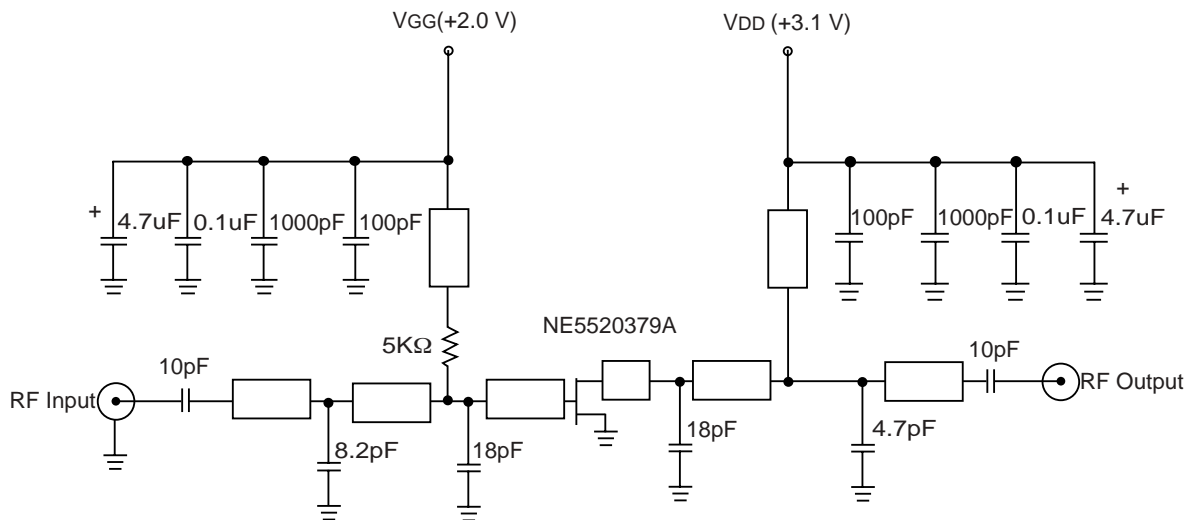 VGG(+2.0 V)
VDD (+3.1 V)
+
4.7uF
0.1uF
1000pF
100pF
100pF
1000pF
0.1uF
+
4.7uF
NE5520379A
5KΩ
10pF
10pF
RF Input
RF Output
8.2pF
18pF
18pF
4.7pF